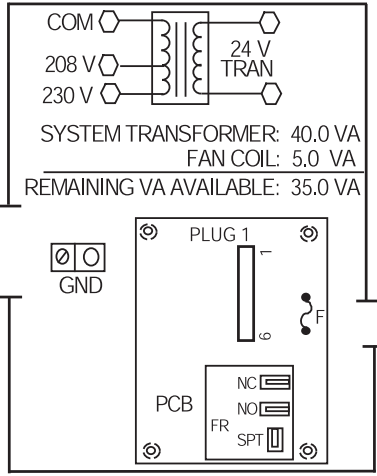 COM
208 V
230 V
24 V
TRAN
SYSTEM TRANSFORMER: 40.0 VA
FAN COIL: 5.0 VA
REMAINING VA AVAILABLE: 35.0 VA
GND
PLUG 1
1
6
F
PCB
FR
NC
NO
SPT